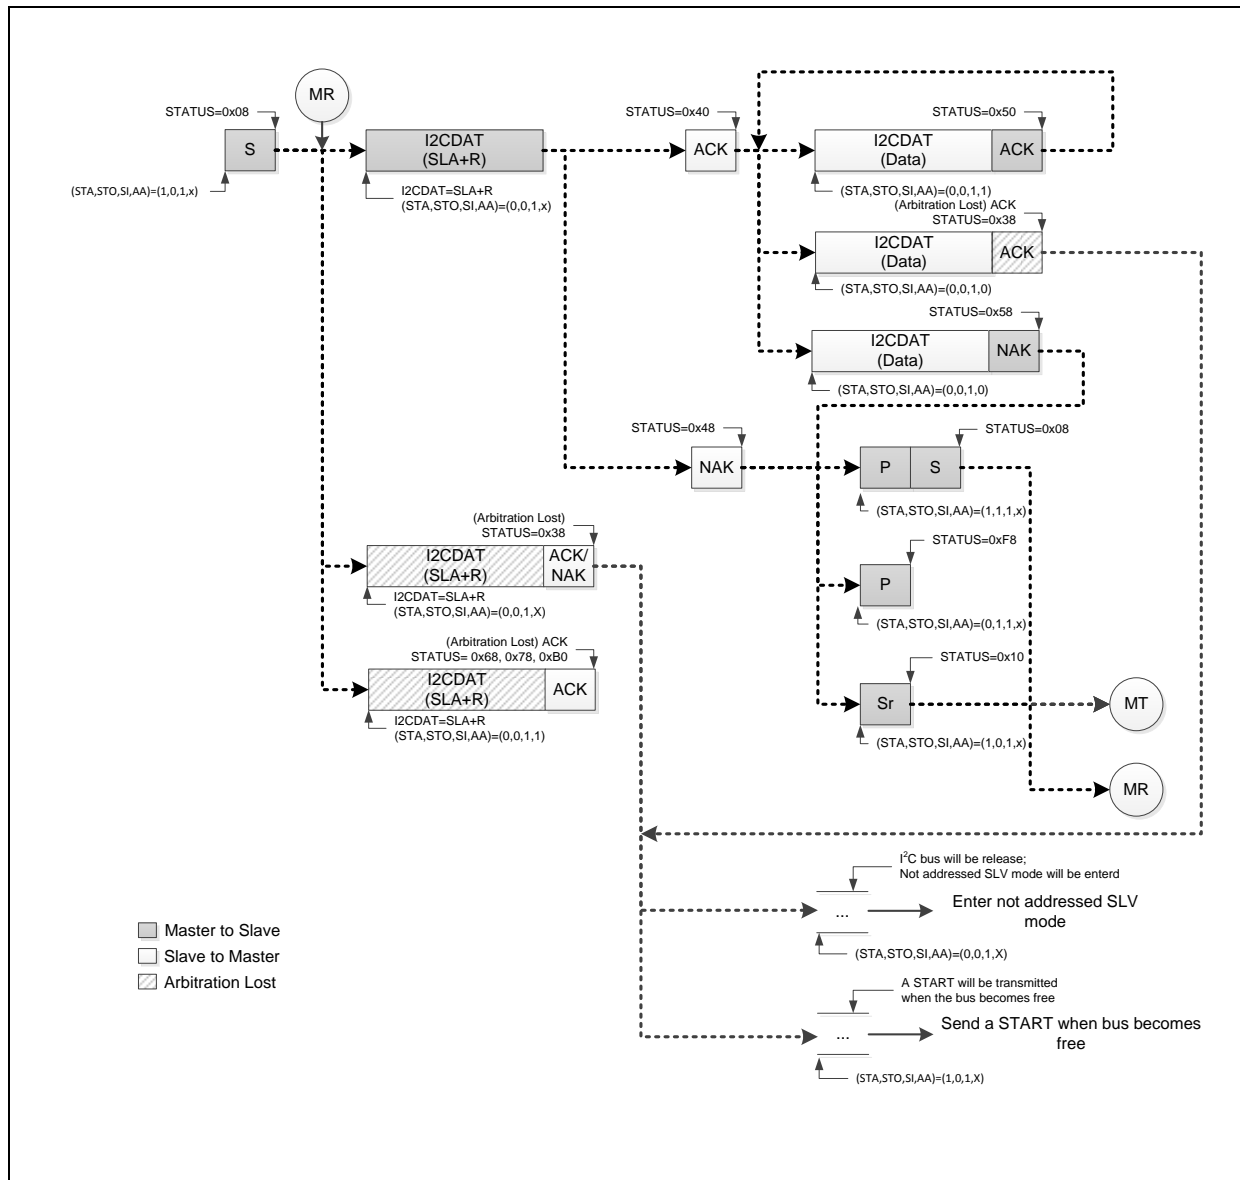 MR
STATUS=0x08
STATUS=0x40
STATUS=0x50
S
I2CDAT
(SLA+R)
ACK
I2CDAT
(Data)
ACK
(STA,STO,SI,AA)=(1,0,1,x)
I2CDAT=SLA+R
(STA,STO,SI,AA)=(0,0,1,x)
(STA,STO,SI,AA)=(0,0,1,1)
(Arbitration Lost) ACK
STATUS=0x38
I2CDAT
(Data)
ACK
(STA,STO,SI,AA)=(0,0,1,0)
STATUS=0x58
I2CDAT
(Data)
NAK
(STA,STO,SI,AA)=(0,0,1,0)
STATUS=0x48
STATUS=0x08
NAK
P
S
(STA,STO,SI,AA)=(1,1,1,x)
(Arbitration Lost)
STATUS=0x38
STATUS=0xF8
I2CDAT
(SLA+R)
ACK/
NAK
P
I2CDAT=SLA+R
(STA,STO,SI,AA)=(0,0,1,X)
(STA,STO,SI,AA)=(0,1,1,x)
(Arbitration Lost) ACK
STATUS= 0x68, 0x78, 0xB0
STATUS=0x10
I2CDAT
(SLA+R)
ACK
Sr
MT
I2CDAT=SLA+R
(STA,STO,SI,AA)=(0,0,1,1)
(STA,STO,SI,AA)=(1,0,1,x)
MR
I2C bus will be release;
Not addressed SLV mode will be enterd
...
Enter not addressed SLV
mode
(STA,STO,SI,AA)=(0,0,1,X)
Master to Slave
Slave to Master
Arbitration Lost
A START will be transmitted
when the bus becomes free
...
Send a START when bus becomes
free
(STA,STO,SI,AA)=(1,0,1,X)